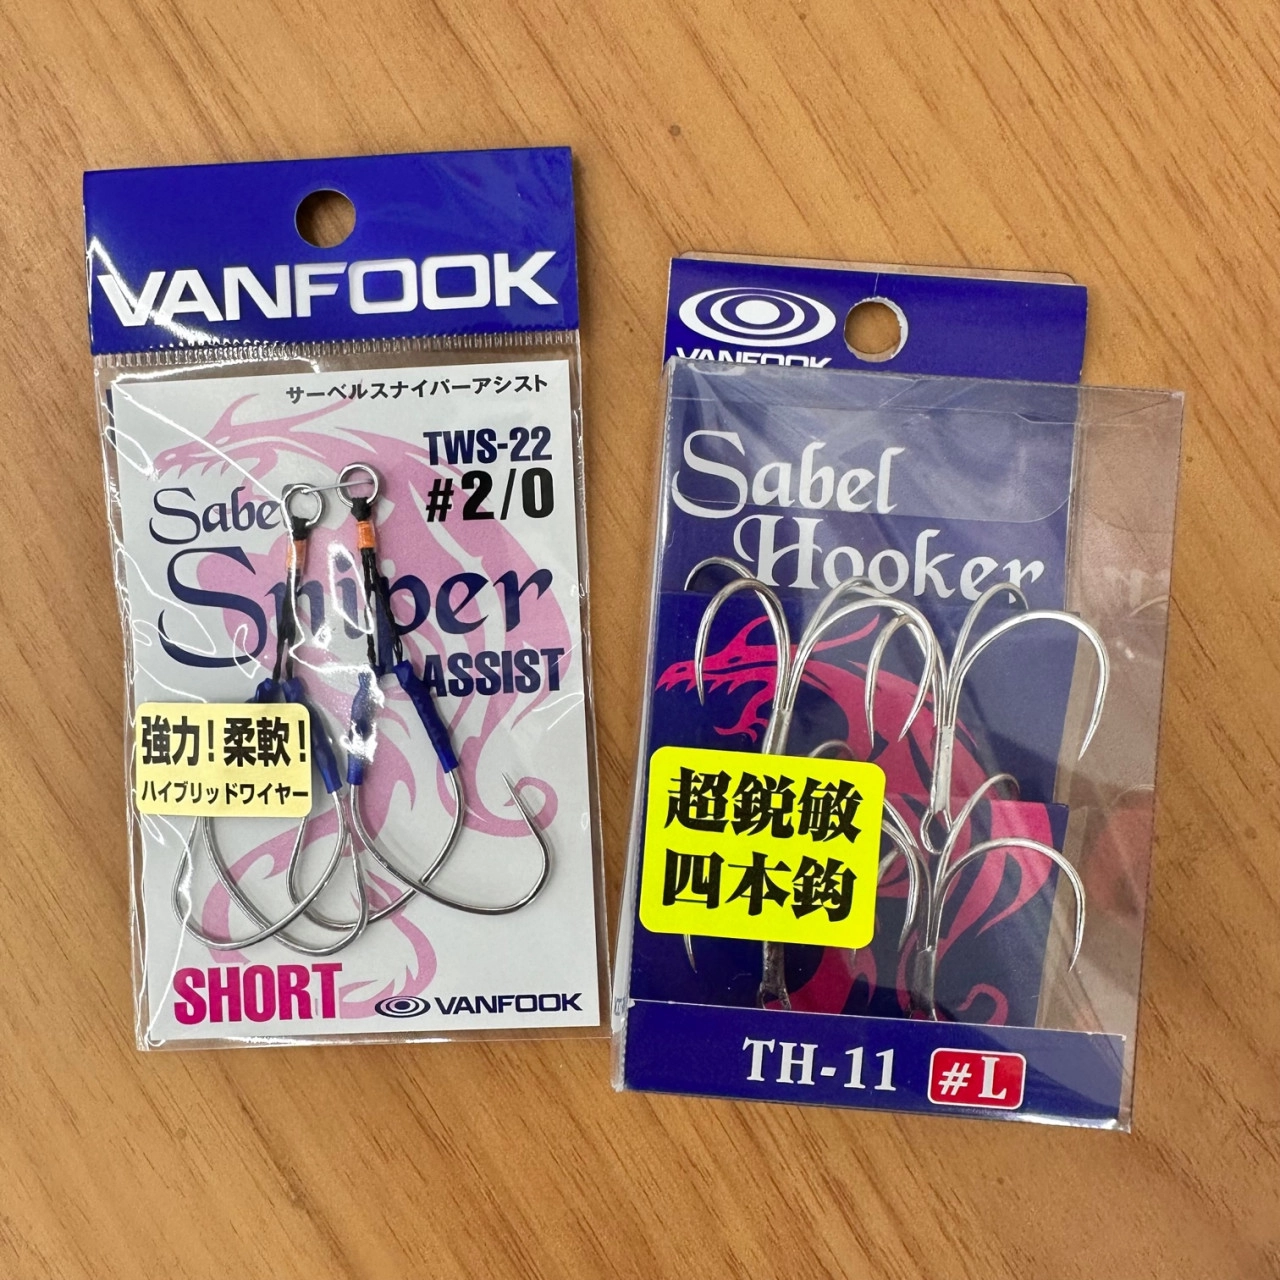 VANFOOK
サーベルスナイパーアシスト
TWS-22
#2/0
Sabel
Sniper
ASSIST
強力！柔軟！
ハイブリッドワイヤー
SHORT
VANFOOK
VANFOOK
Sabel
Hooker
超鋭敏
四本鈎
TH-11 #L